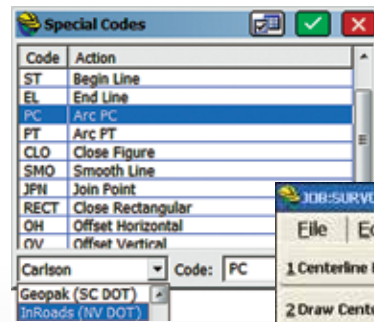 Special Codes
Code Action
ST Begin Line
EL End Line
PC Arc PC
PT Arc PT
CLO Close Figure
SMO Smooth Line
JPN Join Point
RECT Close Rectangular
OH Offset Horizontal
OV Offset Vertical
Carlson Code: PC
Geopak (SC DOT)
InRoads (NV DOT)
File
1 Centerline
2 Draw